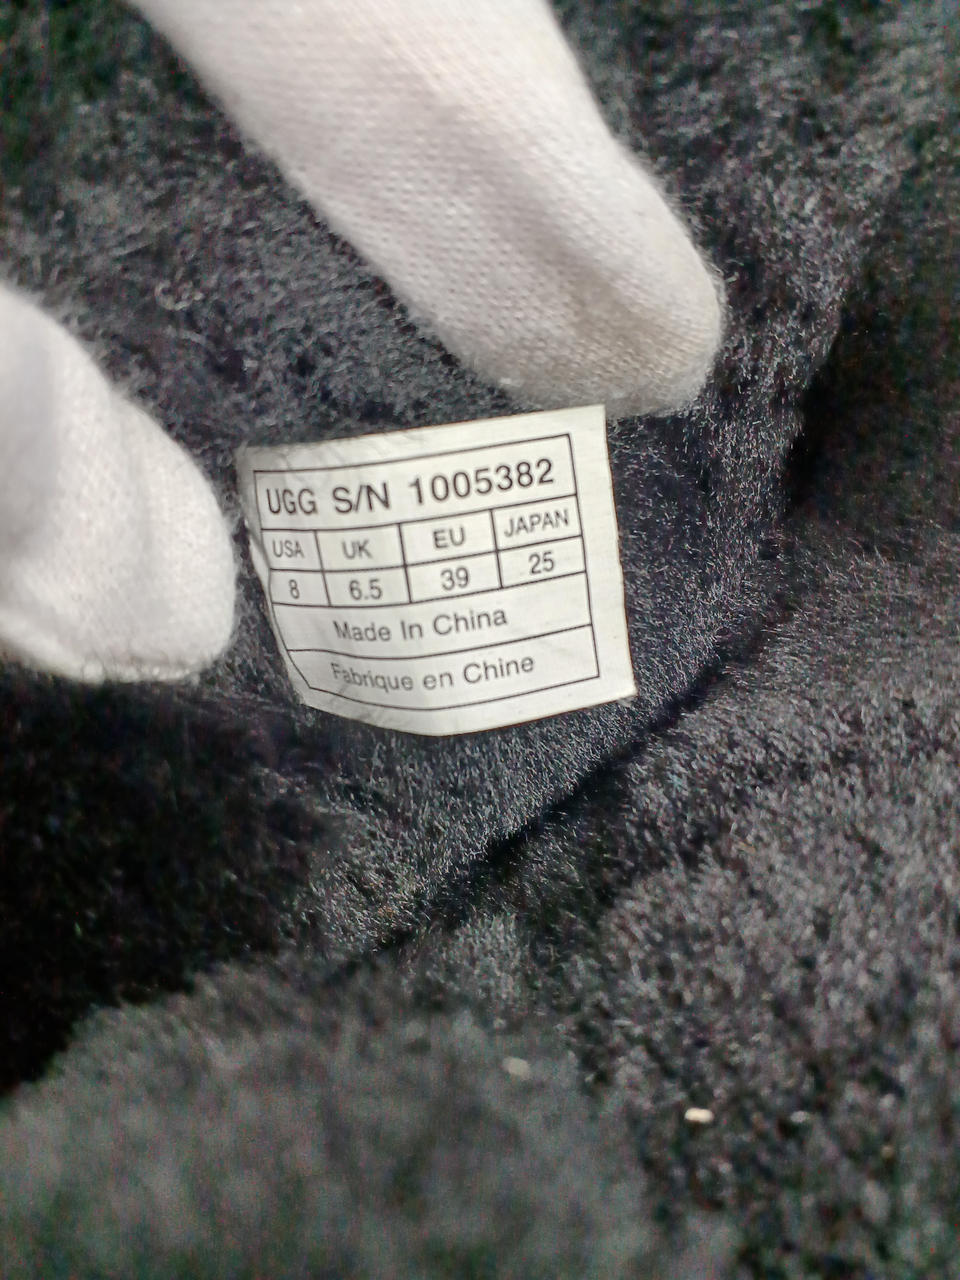 UGG S/N 1005382
USA UK EU JAPAN
8 6.5 39 25
Made In China
Fabrique en Chine